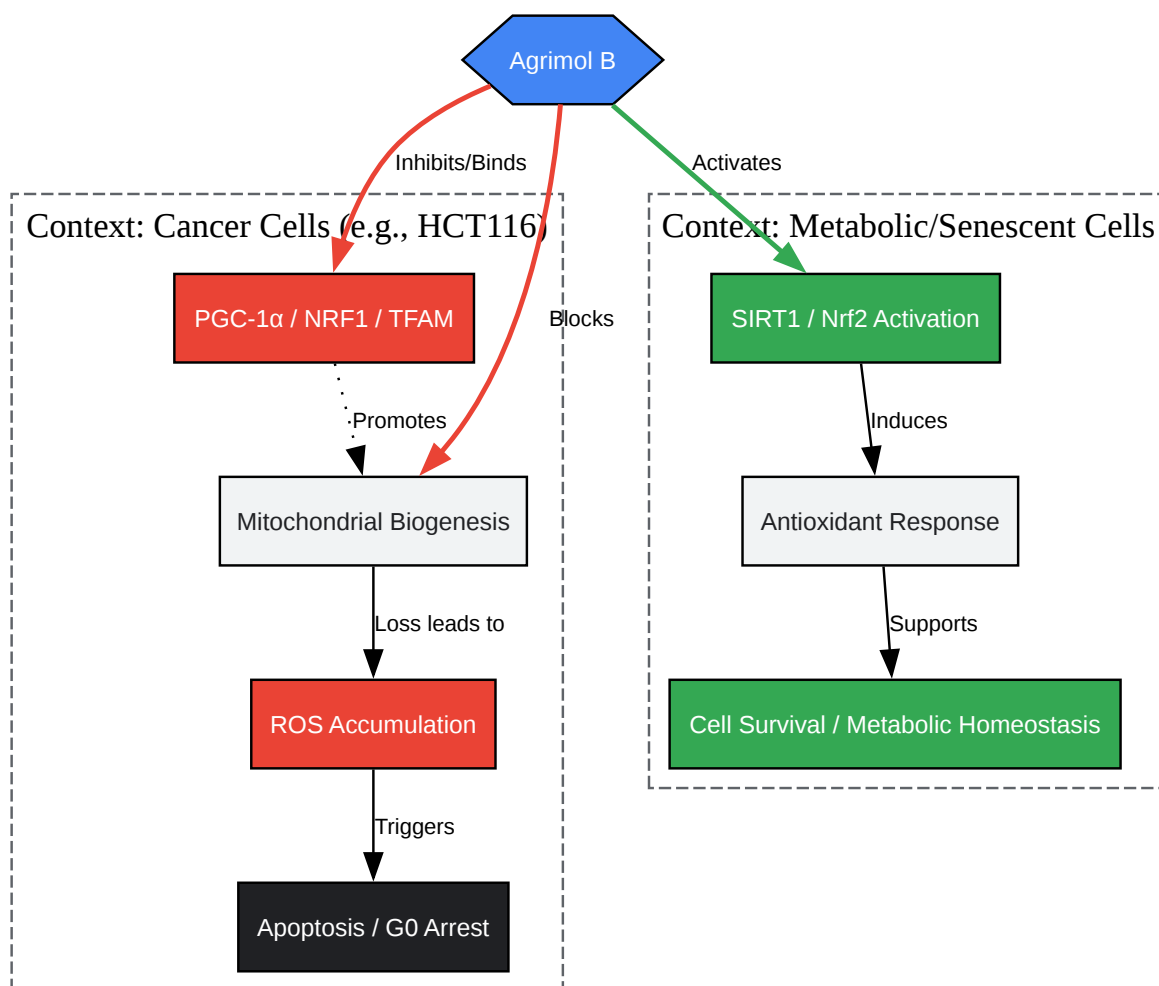 Agrimol B
Inhibits/Binds
Activates
Context: Cancer Cells (e.g., HCT116)
Context: Metabolic/Senescent Cells
PGC-1α / NRF1 / TFAM
Blocks
SIRT1 / Nrf2 Activation
Promotes
Induces
Mitochondrial Biogenesis
Antioxidant Response
Loss leads to
Supports
ROS Accumulation
Cell Survival / Metabolic Homeostasis
Triggers
Apoptosis / G0 Arrest